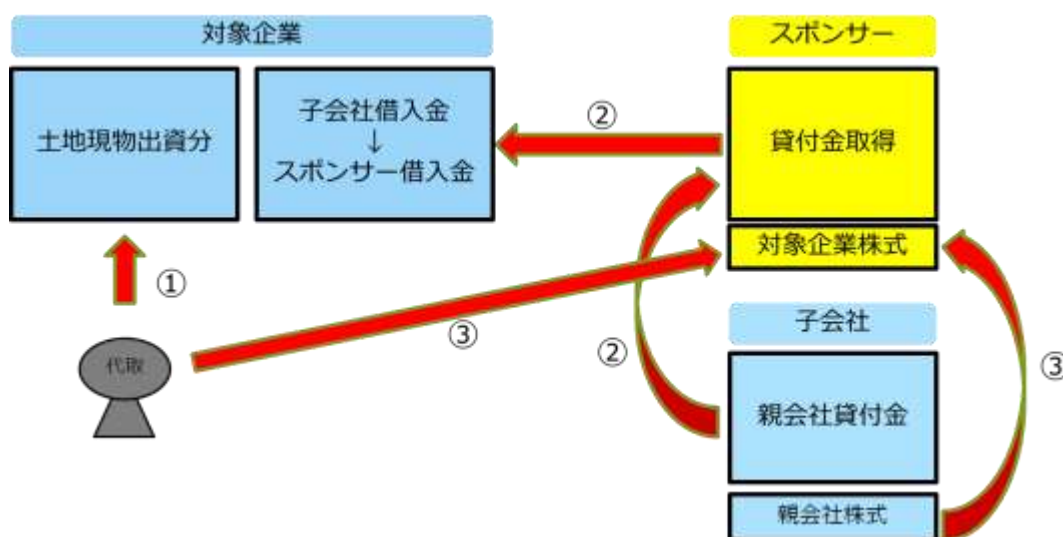 対象企業
スポンサー
土地現物出資分
子会社借入金
↓
スポンサー借入金
②
貸付金取得
対象企業株式
①
③
代取
子会社
②
③
親会社貸付金
親会社株式